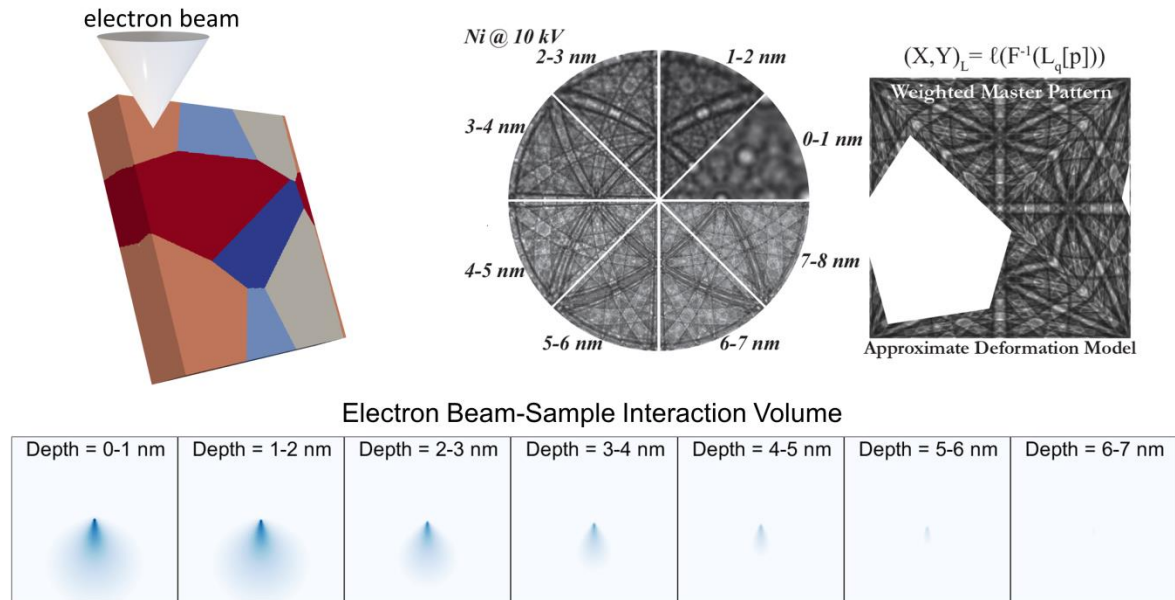 electron beam
Ni @ 10 kV
2-3 nm
1-2 nm
3-4 nm
0-1 nm
4-5 nm
7-8 nm
5-6 nm
6-7 nm
(X,Y)L= ℓ(F-1(Lq[p]))
Weighted Master Pattern
Approximate Deformation Model
Electron Beam-Sample Interaction Volume
Depth = 0-1 nm
Depth = 1-2 nm
Depth = 2-3 nm
Depth = 3-4 nm
Depth = 4-5 nm
Depth = 5-6 nm
Depth = 6-7 nm